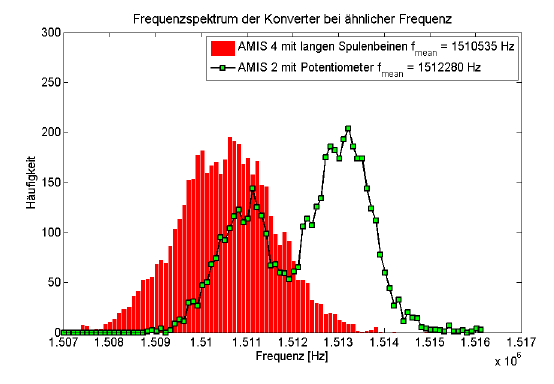 Frequenzspektrum der Konverter bei ähnlicher Frequenz
300
250
200
150
100
50
0
Häufigkeit
AMIS 4 mit langen Spulenbeinen f mean = 1510535 Hz
AMIS 2 mit Potentiometer f mean = 1512280 Hz
1.507 1.508 1.509 1.51 1.511 1.512 1.513 1.514 1.515 1.516 1.517
Frequenz [Hz]
x 10^6